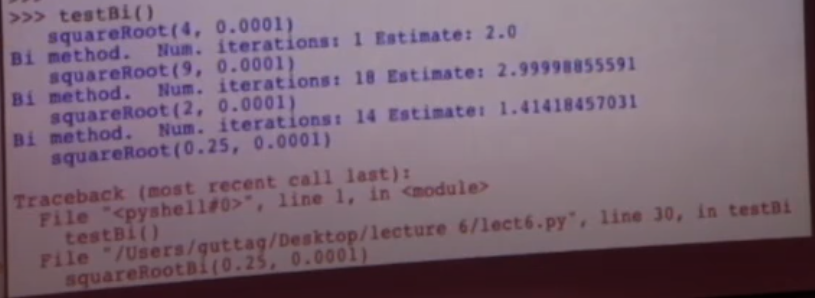 >>> testBi()
squareRoot(4, 0.0001)
Bi method. Num. iterations: 1 Estimate: 2.0
squareRoot(9, 0.0001)
Bi method. Num. iterations: 18 Estimate: 2.99998855591
squareRoot(2, 0.0001)
Bi method. Num. iterations: 14 Estimate: 1.41418457031
squareRoot(0.25, 0.0001)
Traceback (most recent call last):
File "<pyshell#0>", line 1, in <module>
testBi()
File "/Users/guttag/Desktop/lecture 6/lect6.py", line 30, in testBi
squareRootBi(0.25, 0.0001)